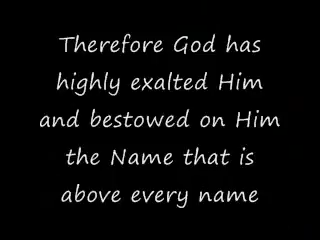 Therefore God has
highly exalted Him
and bestowed on Him
the Name that is
above every name